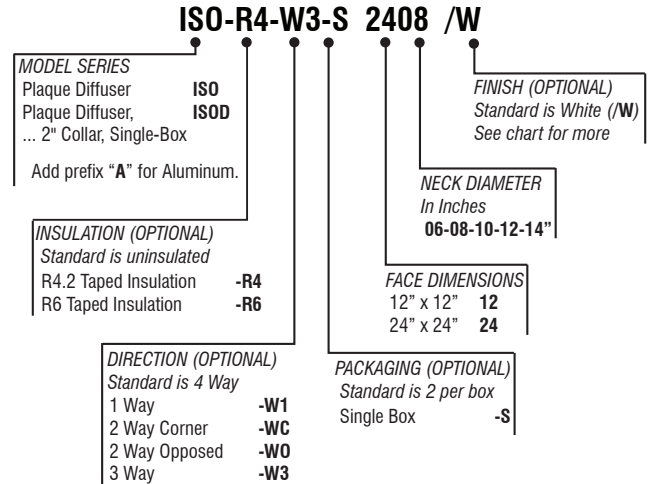 ISO-R4-W3-S 2408 /W
MODEL SERIES
Plaque Diffuser ISO
Plaque Diffuser, ISOD
... 2" Collar, Single-Box
Add prefix “A” for Aluminum.
FINISH (OPTIONAL)
Standard is White (/W)
See chart for more
NECK DIAMETER
In Inches
06-08-10-12-14”
INSULATION (OPTIONAL)
Standard is uninsulated
R4.2 Taped Insulation -R4
R6 Taped Insulation -R6
FACE DIMENSIONS
12” x 12” 12
24” x 24” 24
DIRECTION (OPTIONAL)
Standard is 4 Way
1 Way -W1
2 Way Corner -WC
2 Way Opposed -WO
3 Way -W3
PACKAGING (OPTIONAL)
Standard is 2 per box
Single Box -S